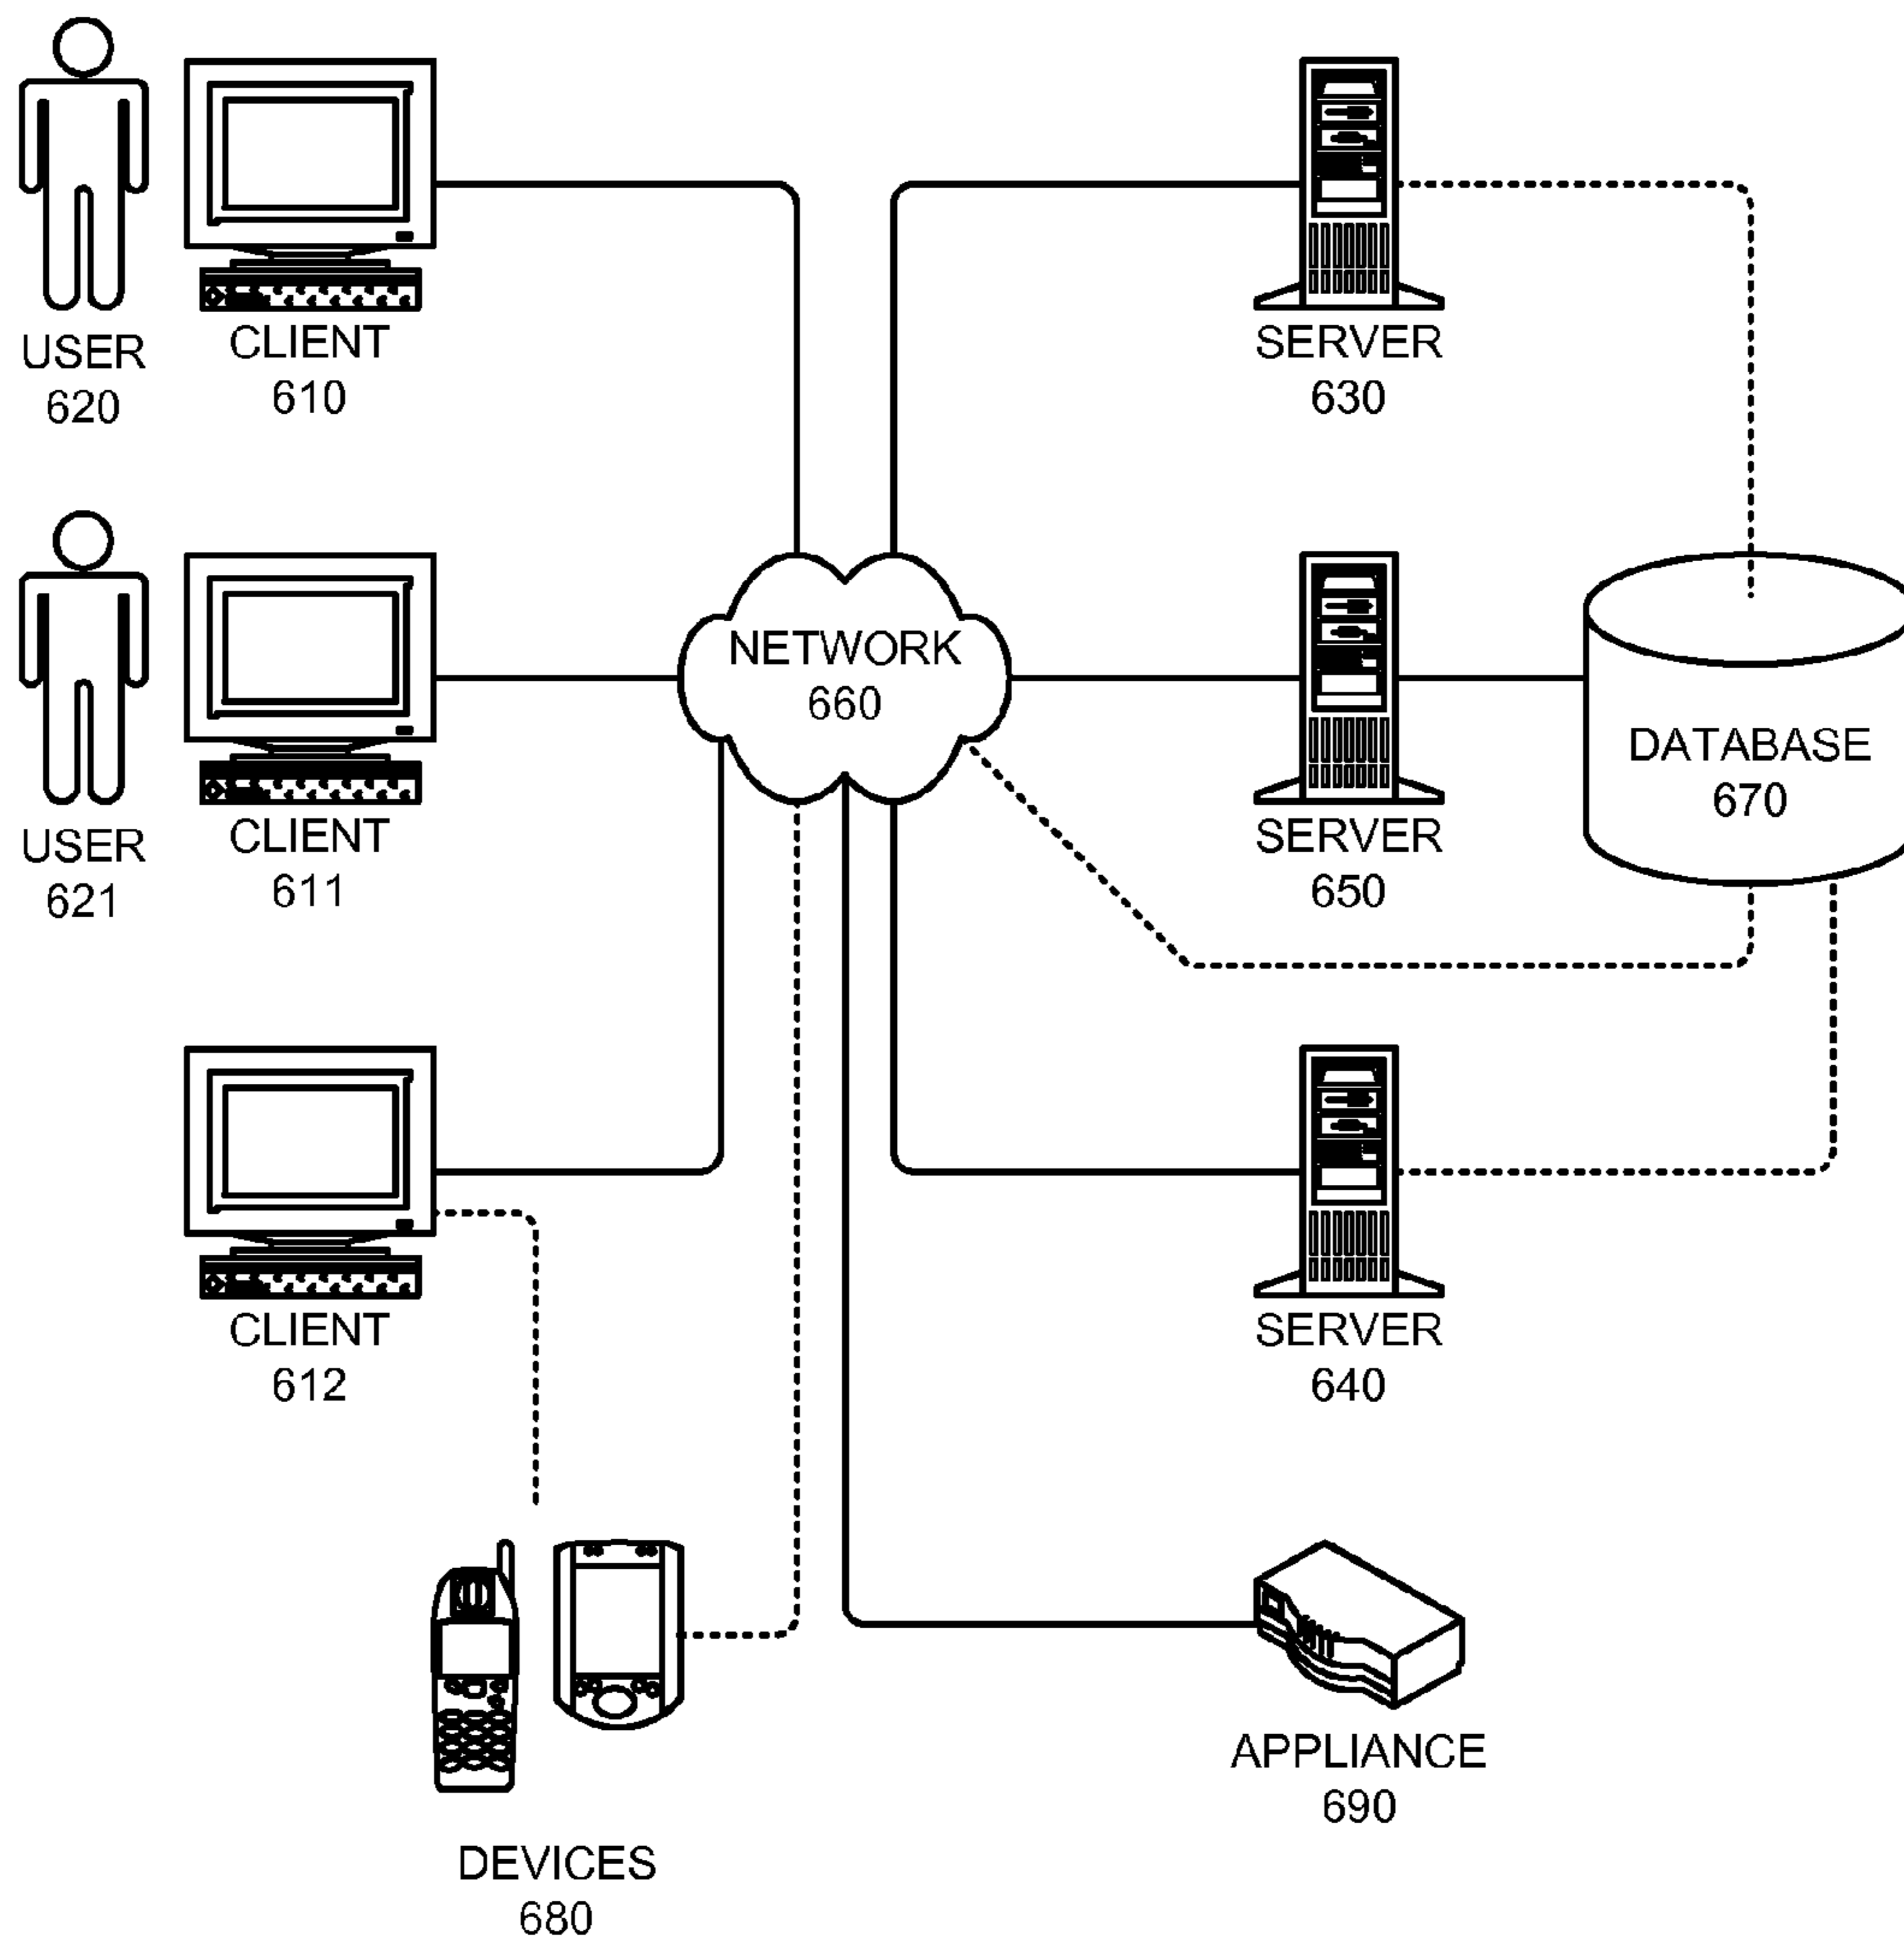 USER
620
CLIENT
610
SERVER
630
NETWORK
660
USER
621
CLIENT
611
SERVER
650
DATABASE
670
CLIENT
612
SERVER
640
DEVICES
680
APPLIANCE
690